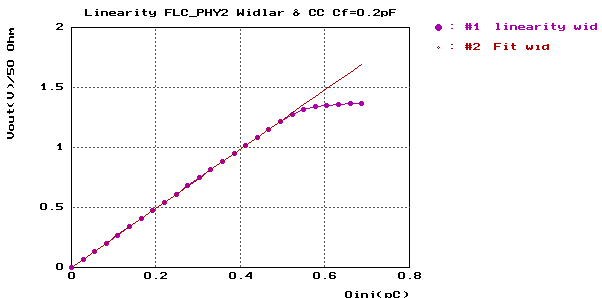 Linearity FLC_PHY2 Widlar & CC Cf=0.2pF
: #1 linearity wid
: #2 Fit wid
Vout(V)/50 Ohm
2
1.5
1
0.5
0
0 0.2 0.4 0.6 0.8
Qinj(pC)